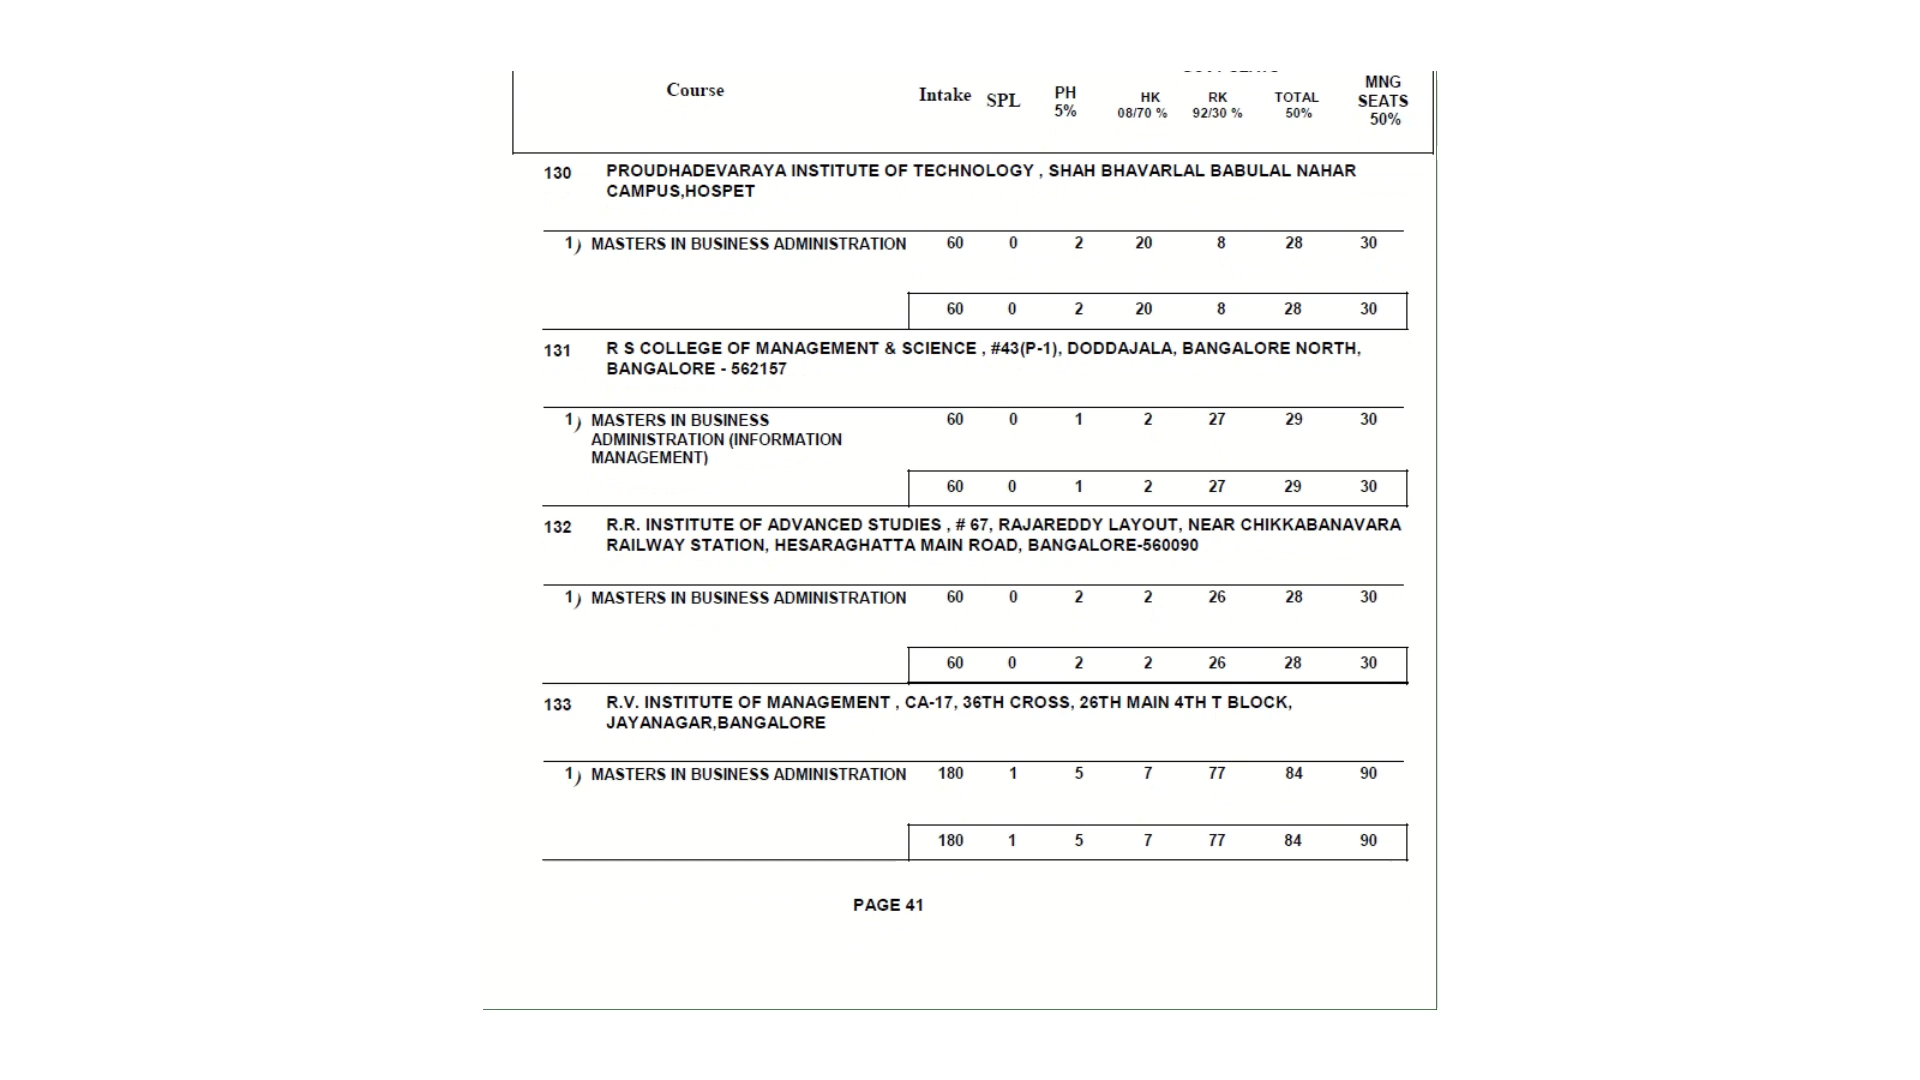 Course Intake SPL PH 5% HK 08/70 % RK 92/30 % TOTAL 50% MNG SEATS 50%
130 PROUDHADEVARAYA INSTITUTE OF TECHNOLOGY , SHAH BHAVARLAL BABULAL NAHAR
CAMPUS,HOSPET
1) MASTERS IN BUSINESS ADMINISTRATION 60 0 2 20 8 28 30
60 0 2 20 8 28 30
131 R S COLLEGE OF MANAGEMENT & SCIENCE , #43(P-1), DODDAJALA, BANGALORE NORTH,
BANGALORE - 562157
1) MASTERS IN BUSINESS 60 0 1 2 27 29 30
ADMINISTRATION (INFORMATION
MANAGEMENT)
60 0 1 2 27 29 30
132 R.R. INSTITUTE OF ADVANCED STUDIES , # 67, RAJAREDDY LAYOUT, NEAR CHIKKABANAVARA
RAILWAY STATION, HESARAGHATTA MAIN ROAD, BANGALORE-560090
1) MASTERS IN BUSINESS ADMINISTRATION 60 0 2 2 26 28 30
60 0 2 2 26 28 30
133 R.V. INSTITUTE OF MANAGEMENT , CA-17, 36TH CROSS, 26TH MAIN 4TH T BLOCK,
JAYANAGAR,BANGALORE
1) MASTERS IN BUSINESS ADMINISTRATION 180 1 5 7 77 84 90
180 1 5 7 77 84 90
PAGE 41